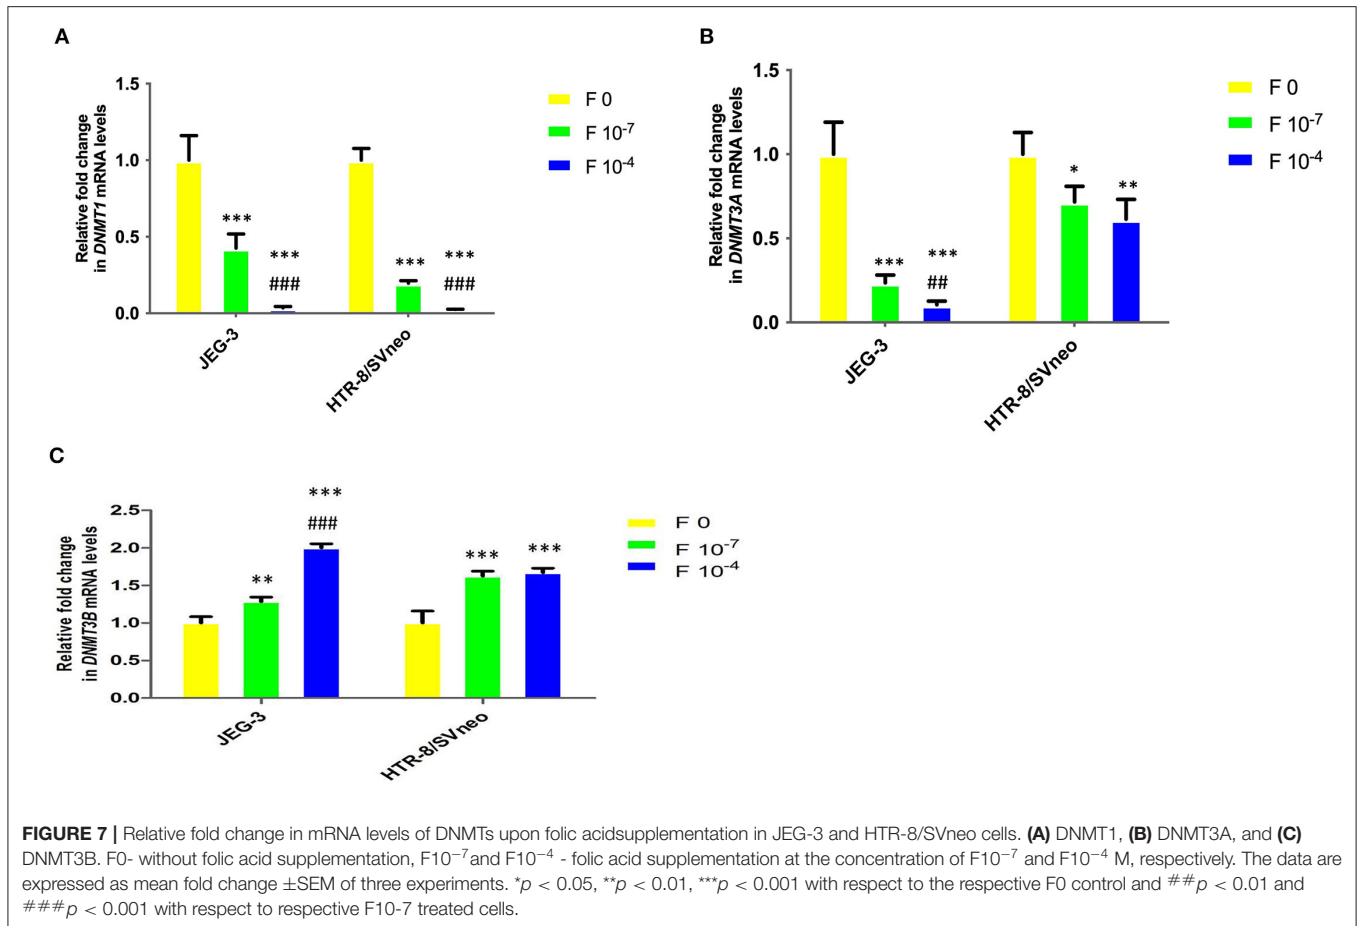 A
Relative fold change
in DNMT1 mRNA levels
1.5
1.0
0.5
0.0
***
***
###
***
***
###
JEG-3
HTR-8/SVneo
F 0
F 10-7
F 10-4
B
Relative fold change
in DNMT3A mRNA levels
1.5
1.0
0.5
0.0
***
***
##
*
**
JEG-3
HTR-8/SVneo
F 0
F 10-7
F 10-4
C
Relative fold change
in DNMT3B mRNA levels
2.5
2.0
1.5
1.0
0.5
0.0
**
***
###
***
***
JEG-3
HTR-8/SVneo
F 0
F 10-7
F 10-4
FIGURE 7 | Relative fold change in mRNA levels of DNMTs upon folic acidsupplementation in JEG-3 and HTR-8/SVneo cells. (A) DNMT1, (B) DNMT3A, and (C)
DNMT3B. F0- without folic acid supplementation, F10−7and F10−4 - folic acid supplementation at the concentration of F10−7 and F10−4 M, respectively. The data are
expressed as mean fold change ±SEM of three experiments. *p < 0.05, **p < 0.01, ***p < 0.001 with respect to the respective F0 control and ##p < 0.01 and
###p < 0.001 with respect to respective F10-7 treated cells.